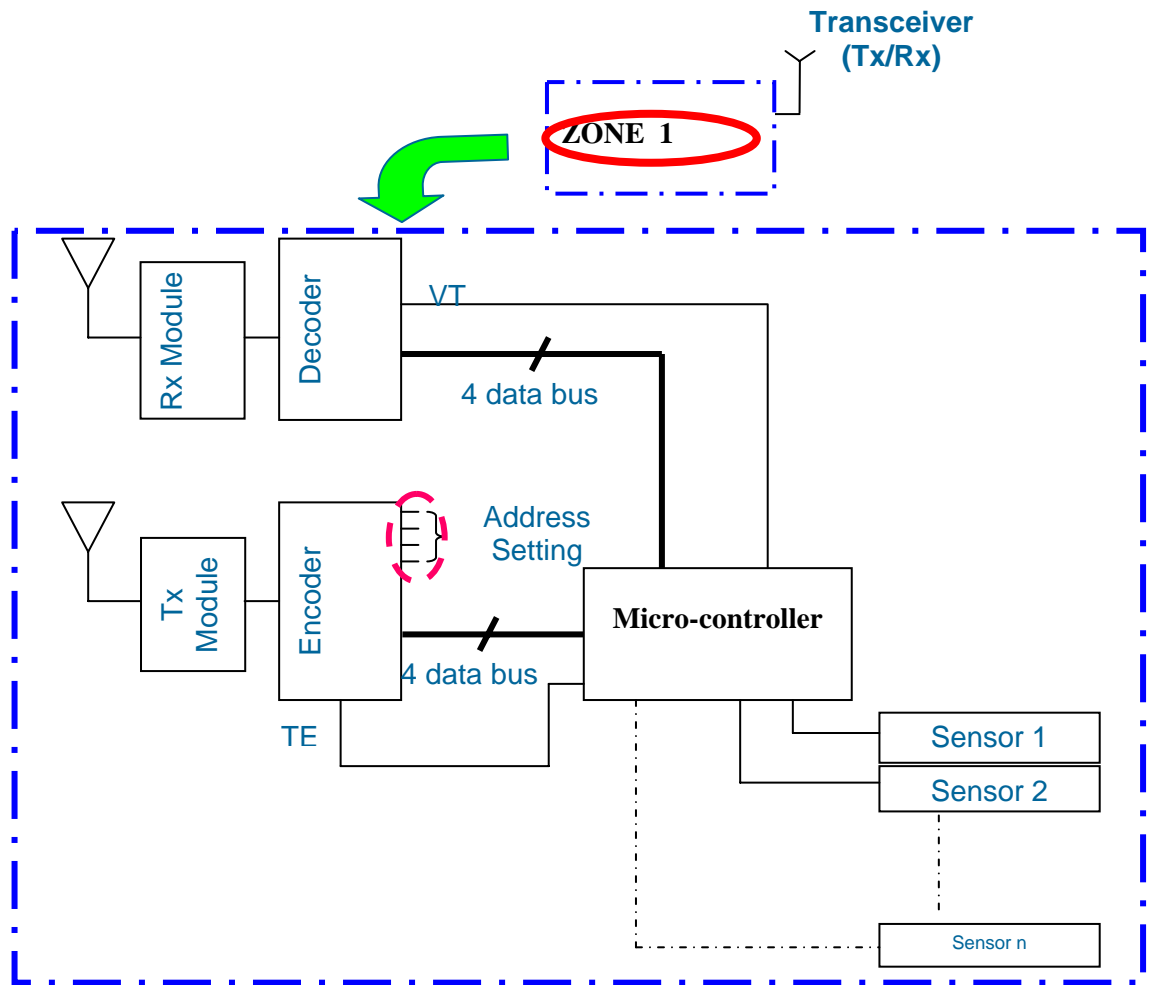 Transceiver
(Tx/Rx)
ZONE 1
Rx Module
Decoder
VT
4 data bus
Tx
Module
Encoder
Address
Setting
Micro-controller
4 data bus
TE
Sensor 1
Sensor 2
Sensor n